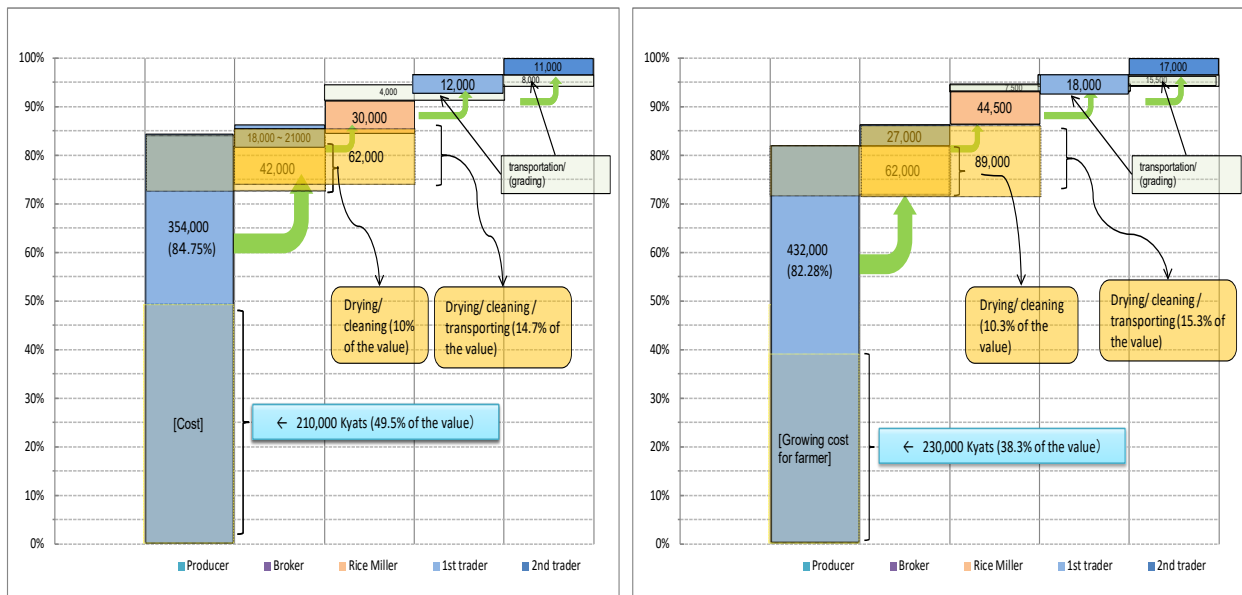 100%
90%
80%
70%
60%
50%
40%
30%
20%
10%
0%
11,000
8,000
12,000
4,000
30,000
18,000 ~ 21000
62,000
42,000
transportation/
(grading)
354,000
(84.75%)
Drying/
cleaning (10%
of the value)
Drying/ cleaning /
transporting (14.7% of
the value)
[Cost]
← 210,000 Kyats (49.5% of the value)
Producer
Broker
Rice Miller
1st trader
2nd trader
100%
90%
80%
70%
60%
50%
40%
30%
20%
10%
0%
17,000
15,500
18,000
7,500
44,500
27,000
89,000
62,000
transportation/
(grading)
432,000
(82.28%)
Drying/ cleaning
(10.3% of the
value)
Drying/ cleaning /
transporting (15.3% of
the value)
[Growing cost
for farmer]
← 230,000 Kyats (38.3% of the value)
Producer
Broker
Rice Miller
1st trader
2nd trader